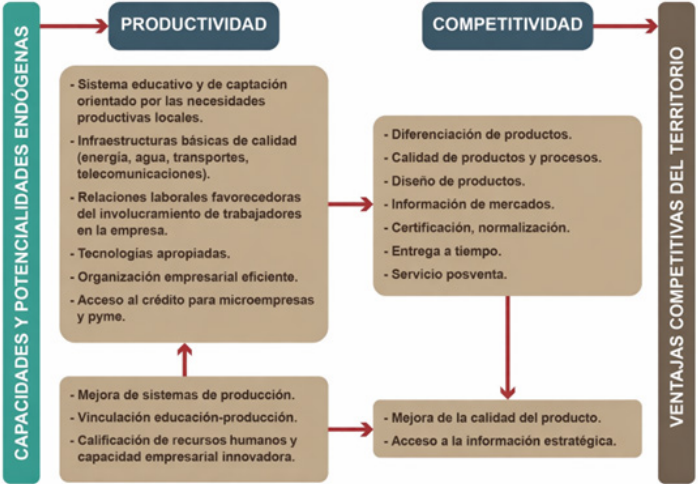 CAPACIDADES Y POTENCIALIDADES ENDÓGENAS
PRODUCTIVIDAD
- Sistema educativo y de captación
orientado por las necesidades
productivas locales.
- Infraestructuras básicas de calidad
(energía, agua, transportes,
telecomunicaciones).
- Relaciones laborales favorecedoras
del involucramiento de trabajadores
en la empresa.
- Tecnologías apropiadas.
- Organización empresarial eficiente.
- Acceso al crédito para microempresas
y pyme.
- Mejora de sistemas de producción.
- Vinculación educación-producción.
- Calificación de recursos humanos y
capacidad empresarial innovadora.
COMPETITIVIDAD
- Diferenciación de productos.
- Calidad de productos y procesos.
- Diseño de productos.
- Información de mercados.
- Certificación, normalización.
- Entrega a tiempo.
- Servicio posventa.
- Mejora de la calidad del producto.
- Acceso a la información estratégica.
VENTAJAS COMPETITIVAS DEL TERRITORIO